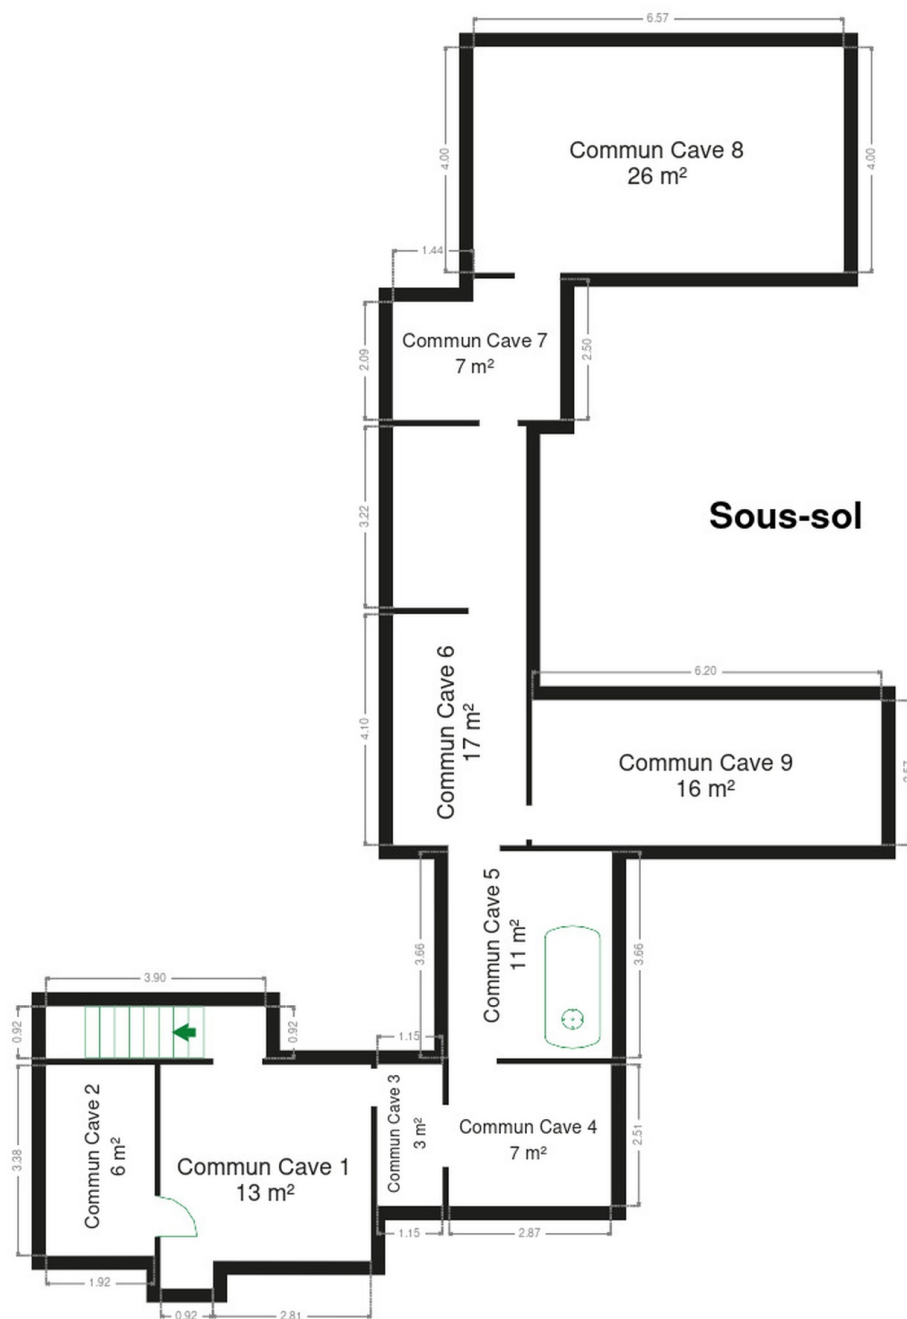 6.57
Commun Cave 8
26 m²
4.00
4.00
1.44
Commun Cave 7
7 m²
2.09
2.50
3.22
Sous-sol
Commun Cave 6
17 m²
4.10
6.20
Commun Cave 9
16 m²
Commun Cave 5
11 m²
3.66
3.66
3.90
0.92
0.92
1.15
Commun Cave 2
6 m²
3.38
Commun Cave 1
13 m²
Commun Cave 3
3 m²
Commun Cave 4
7 m²
2.51
1.15
2.87
1.92
0.92
2.81